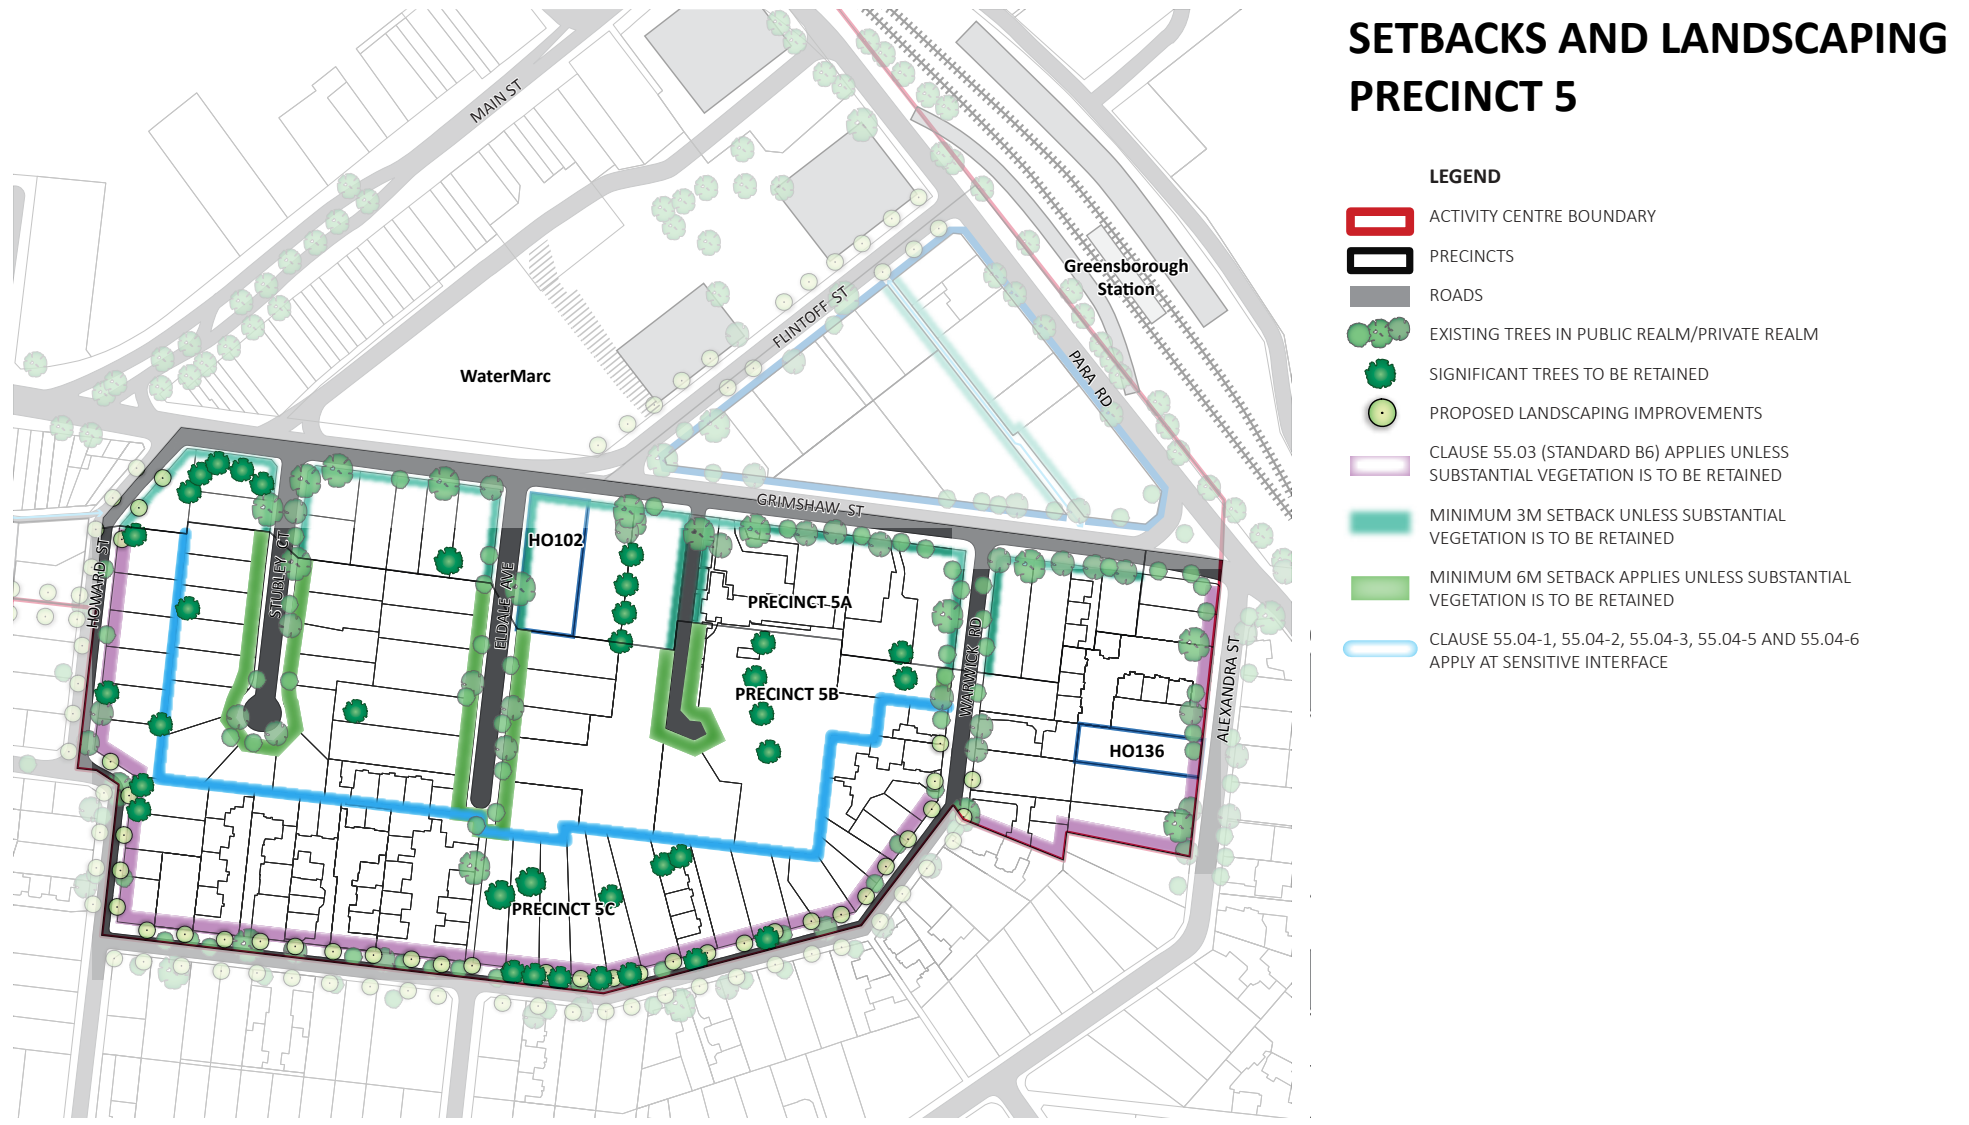 SETBACKS AND LANDSCAPING
PRECINCT 5
LEGEND
ACTIVITY CENTRE BOUNDARY
PRECINCTS
ROADS
EXISTING TREES IN PUBLIC REALM/PRIVATE REALM
SIGNIFICANT TREES TO BE RETAINED
PROPOSED LANDSCAPING IMPROVEMENTS
CLAUSE 55.03 (STANDARD B6) APPLIES UNLESS
SUBSTANTIAL VEGETATION IS TO BE RETAINED
MINIMUM 3M SETBACK UNLESS SUBSTANTIAL
VEGETATION IS TO BE RETAINED
MINIMUM 6M SETBACK APPLIES UNLESS SUBSTANTIAL
VEGETATION IS TO BE RETAINED
CLAUSE 55.04-1, 55.04-2, 55.04-3, 55.04-5 AND 55.04-6
APPLY AT SENSITIVE INTERFACE
MAIN ST
Greensborough
Station
FLINTOFF ST
PARA RD
WaterMarc
GRIMSHAW ST
HOWARD ST
STUBLEY CT
ELDALE AVE
HO102
PRECINCT 5A
WARWICK RD
ALEXANDRA ST
PRECINCT 5B
HO136
PRECINCT 5C